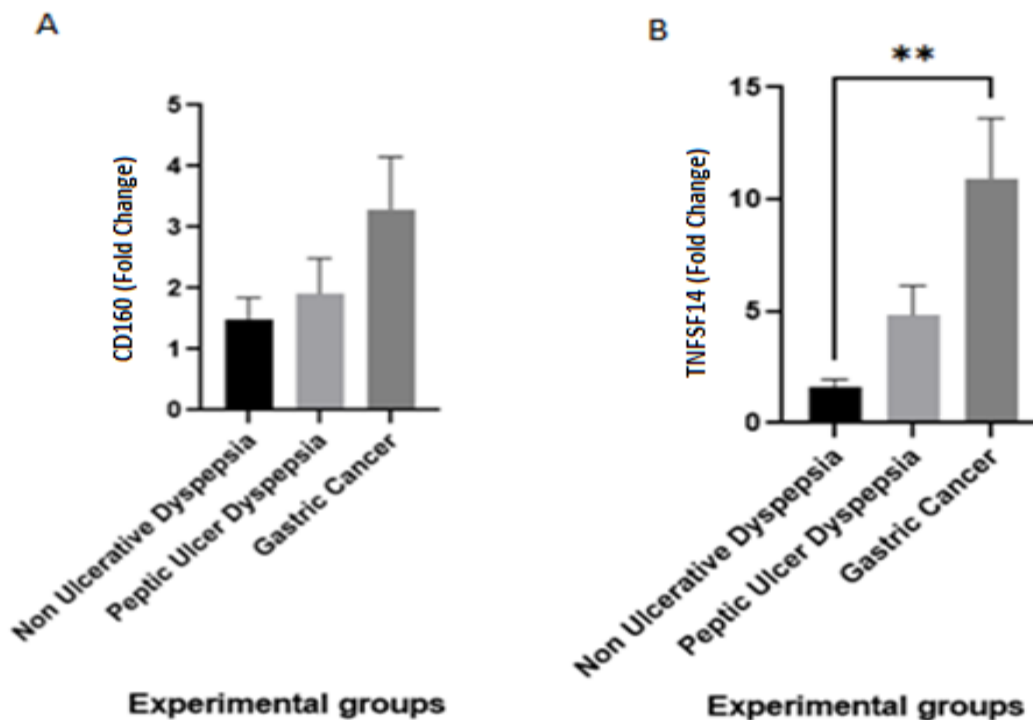 A
CD160 (Fold Change)
5
4
3
2
1
0
Non Ulcerative Dyspepsia
Peptic Ulcer Dyspepsia
Gastric Cancer
Experimental groups
B
**
TNFSF14 (Fold Change)
15
10
5
0
Non Ulcerative Dyspepsia
Peptic Ulcer Dyspepsia
Gastric Cancer
Experimental groups